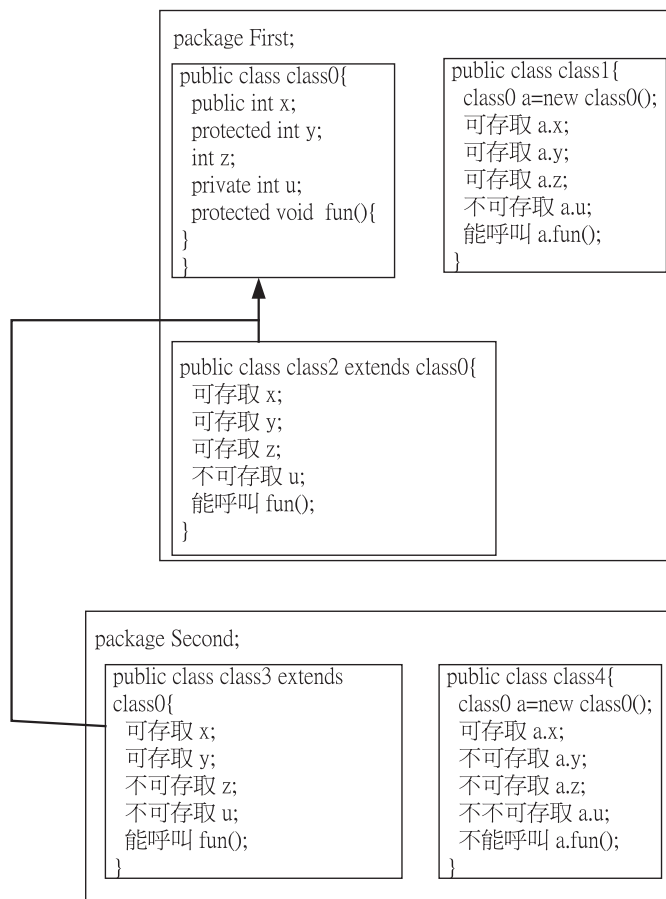 package First;
public class class0{
public int x;
protected int y;
int z;
private int u;
protected void fun(){
}
}
public class class1{
class0 a=new class0();
可存取 a.x;
可存取 a.y;
可存取 a.z;
不可存取 a.u;
能呼叫 a.fun();
}
public class class2 extends class0{
可存取 x;
可存取 y;
可存取 z;
不可存取 u;
能呼叫 fun();
}
package Second;
public class class3 extends
class0{
可存取 x;
可存取 y;
不可存取 z;
不可存取 u;
能呼叫 fun();
}
public class class4{
class0 a=new class0();
可存取 a.x;
不可存取 a.y;
不可存取 a.z;
不不可存取 a.u;
不能呼叫 a.fun();
}